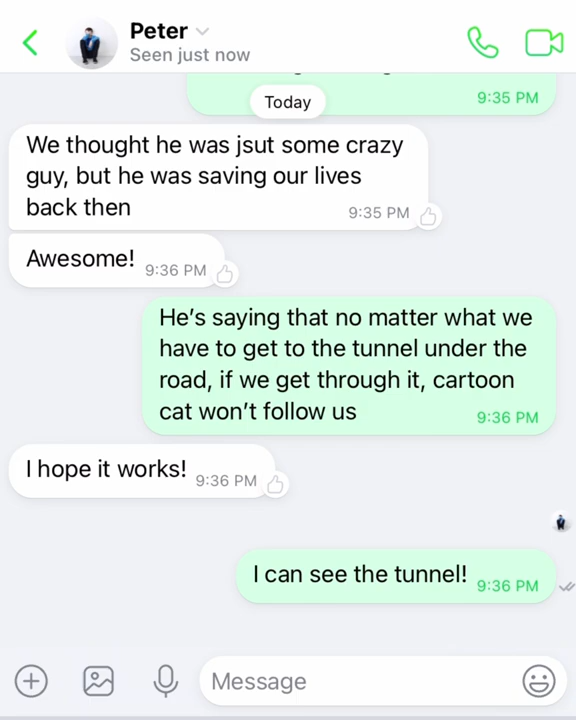 Peter
Seen just now
9:35 PM
Today
We thought he was jsut some crazy
guy, but he was saving our lives
back then
9:35 PM
Awesome!
9:36 PM
He's saying that no matter what we
have to get to the tunnel under the
road, if we get through it, cartoon
cat won't follow us
9:36 PM
I hope it works!
9:36 PM
I can see the tunnel!
9:36 PM
Message